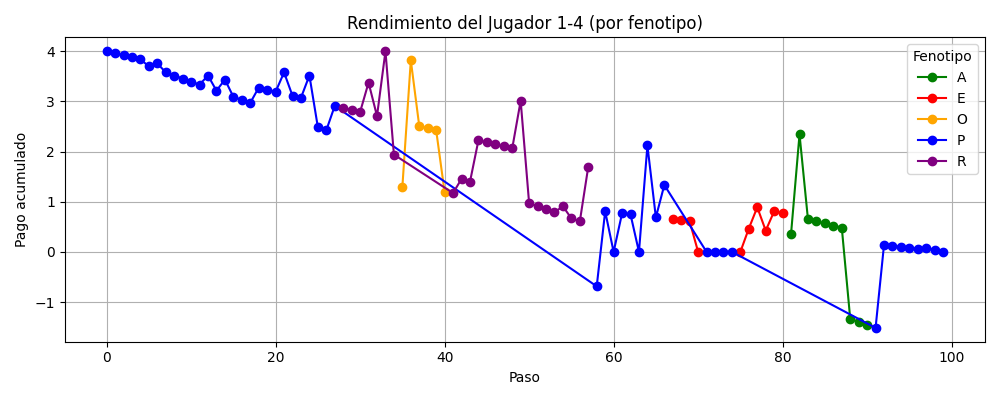 Rendimiento del Jugador 1-4 (por fenotipo)
Pago acumulado
4
3
2
1
0
−1
Fenotipo
A
E
O
P
R
0 20 40 60 80 100
Paso